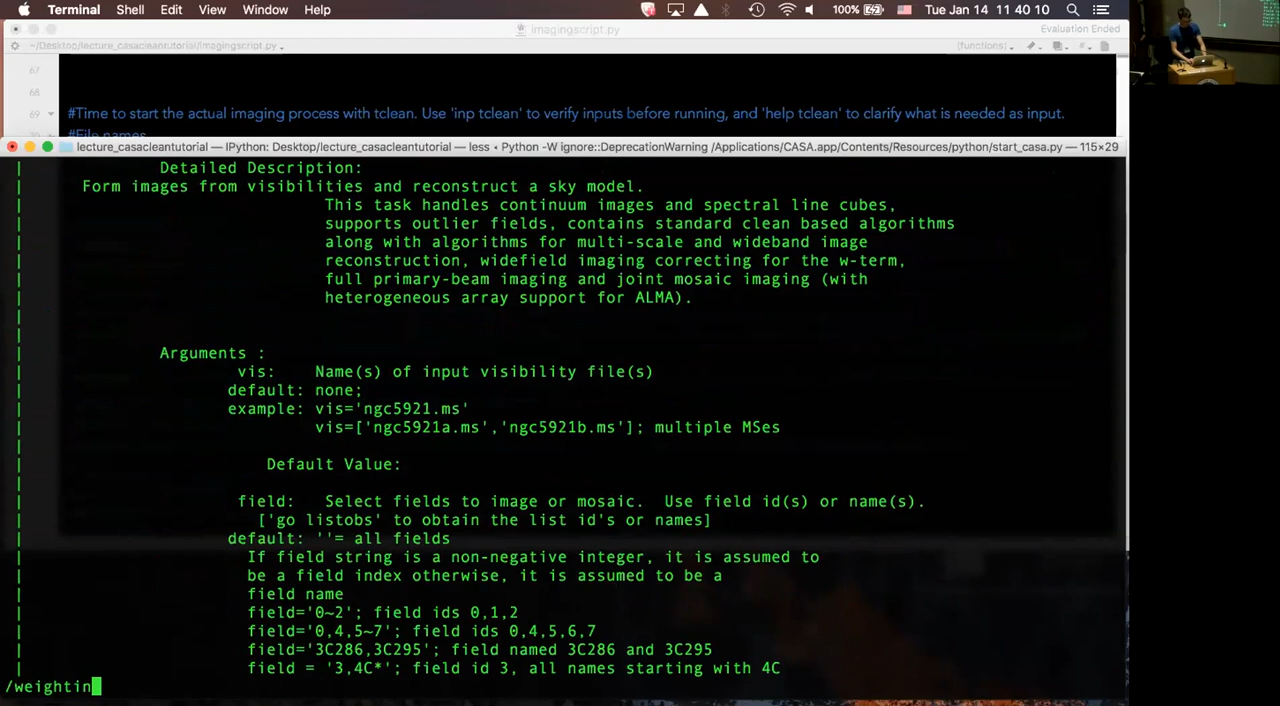 Terminal Shell Edit View Window Help 100% Tue Jan 14 11 40 10
imagingscript.py
Evaluation Ended
~/Desktop/lecture_casacleantutorial/imagingscript.py
(functions)
67
68
69 #Time to start the actual imaging process with tclean. Use 'inp tclean' to verify inputs before running, and 'help tclean' to clarify what is needed as input.
#File names
lecture_casacleantutorial — IPython: Desktop/lecture_casacleantutorial — less ‹ Python -W ignore::DeprecationWarning /Applications/CASA.app/Contents/Resources/python/start_casa.py — 115×29
| Detailed Description:
| Form images from visibilities and reconstruct a sky model.
| This task handles continuum images and spectral line cubes,
| supports outlier fields, contains standard clean based algorithms
| along with algorithms for multi-scale and wideband image
| reconstruction, widefield imaging correcting for the w-term,
| full primary-beam imaging and joint mosaic imaging (with
| heterogeneous array support for ALMA).
|
|
| Arguments :
| vis: Name(s) of input visibility file(s)
| default: none;
| example: vis='ngc5921.ms'
| vis=['ngc5921a.ms','ngc5921b.ms']; multiple MSes
|
| Default Value:
|
| field: Select fields to image or mosaic. Use field id(s) or name(s).
| ['go listobs' to obtain the list id's or names]
| default: ''= all fields
| If field string is a non-negative integer, it is assumed to
| be a field index otherwise, it is assumed to be a
| field name
| field='0~2'; field ids 0,1,2
| field='0,4,5~7'; field ids 0,4,5,6,7
| field='3C286,3C295'; field named 3C286 and 3C295
| field = '3,4C*'; field id 3, all names starting with 4C
/weightin